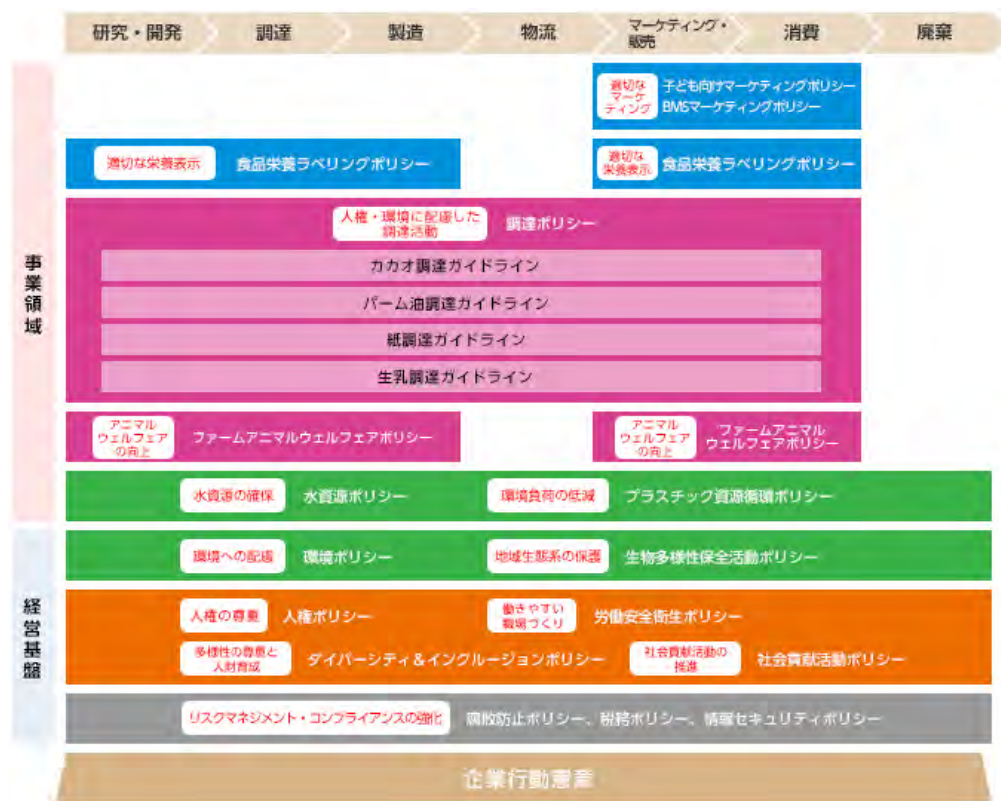 研究・開発
調達
製造
物流
マーケティング・
販売
消費
廃棄
事業領域
適切な
マーケ
ティング
子ども向けマーケティングポリシー
BMSマーケティングポリシー
適切な栄養表示
食品栄養ラベリングポリシー
適切な
栄養表示
食品栄養ラベリングポリシー
人権・環境に配慮した
調達活動
調達ポリシー
カカオ調達ガイドライン
パーム油調達ガイドライン
紙調達ガイドライン
生乳調達ガイドライン
アニマル
ウェルフェア
の向上
ファームアニマルウェルフェアポリシー
アニマル
ウェルフェア
の向上
ファームアニマル
ウェルフェアポリシー
水資源の確保
水資源ポリシー
環境負荷の低減
プラスチック資源循環ポリシー
経営基盤
環境への配慮
環境ポリシー
地域生態系の保護
生物多様性保全活動ポリシー
人権の尊重
人権ポリシー
働きやすい
職場づくり
労働安全衛生ポリシー
多様性の尊重と
人財育成
ダイバーシティ&インクルージョンポリシー
社会貢献活動の
推進
社会貢献活動ポリシー
リスクマネジメント・コンプライアンスの強化
腐敗防止ポリシー、税務ポリシー、情報セキュリティポリシー
企業行動憲章